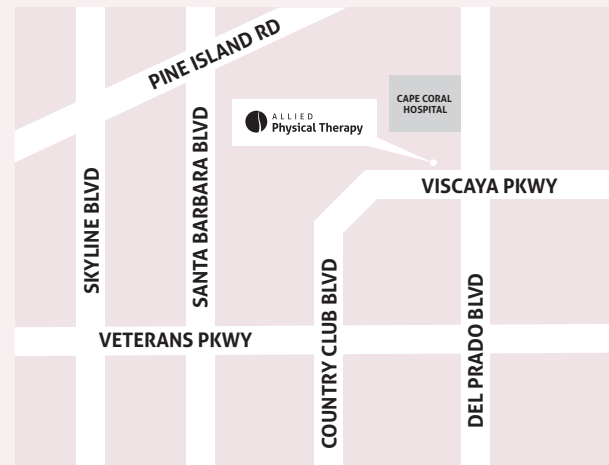 PINE ISLAND RD
CAPE CORAL
HOSPITAL
ALLIED
Physical Therapy
SKYLINE BLVD
SANTA BARBARA BLVD
VISCAYA PKWY
COUNTRY CLUB BLVD
DEL PRADO BLVD
VETERANS PKWY